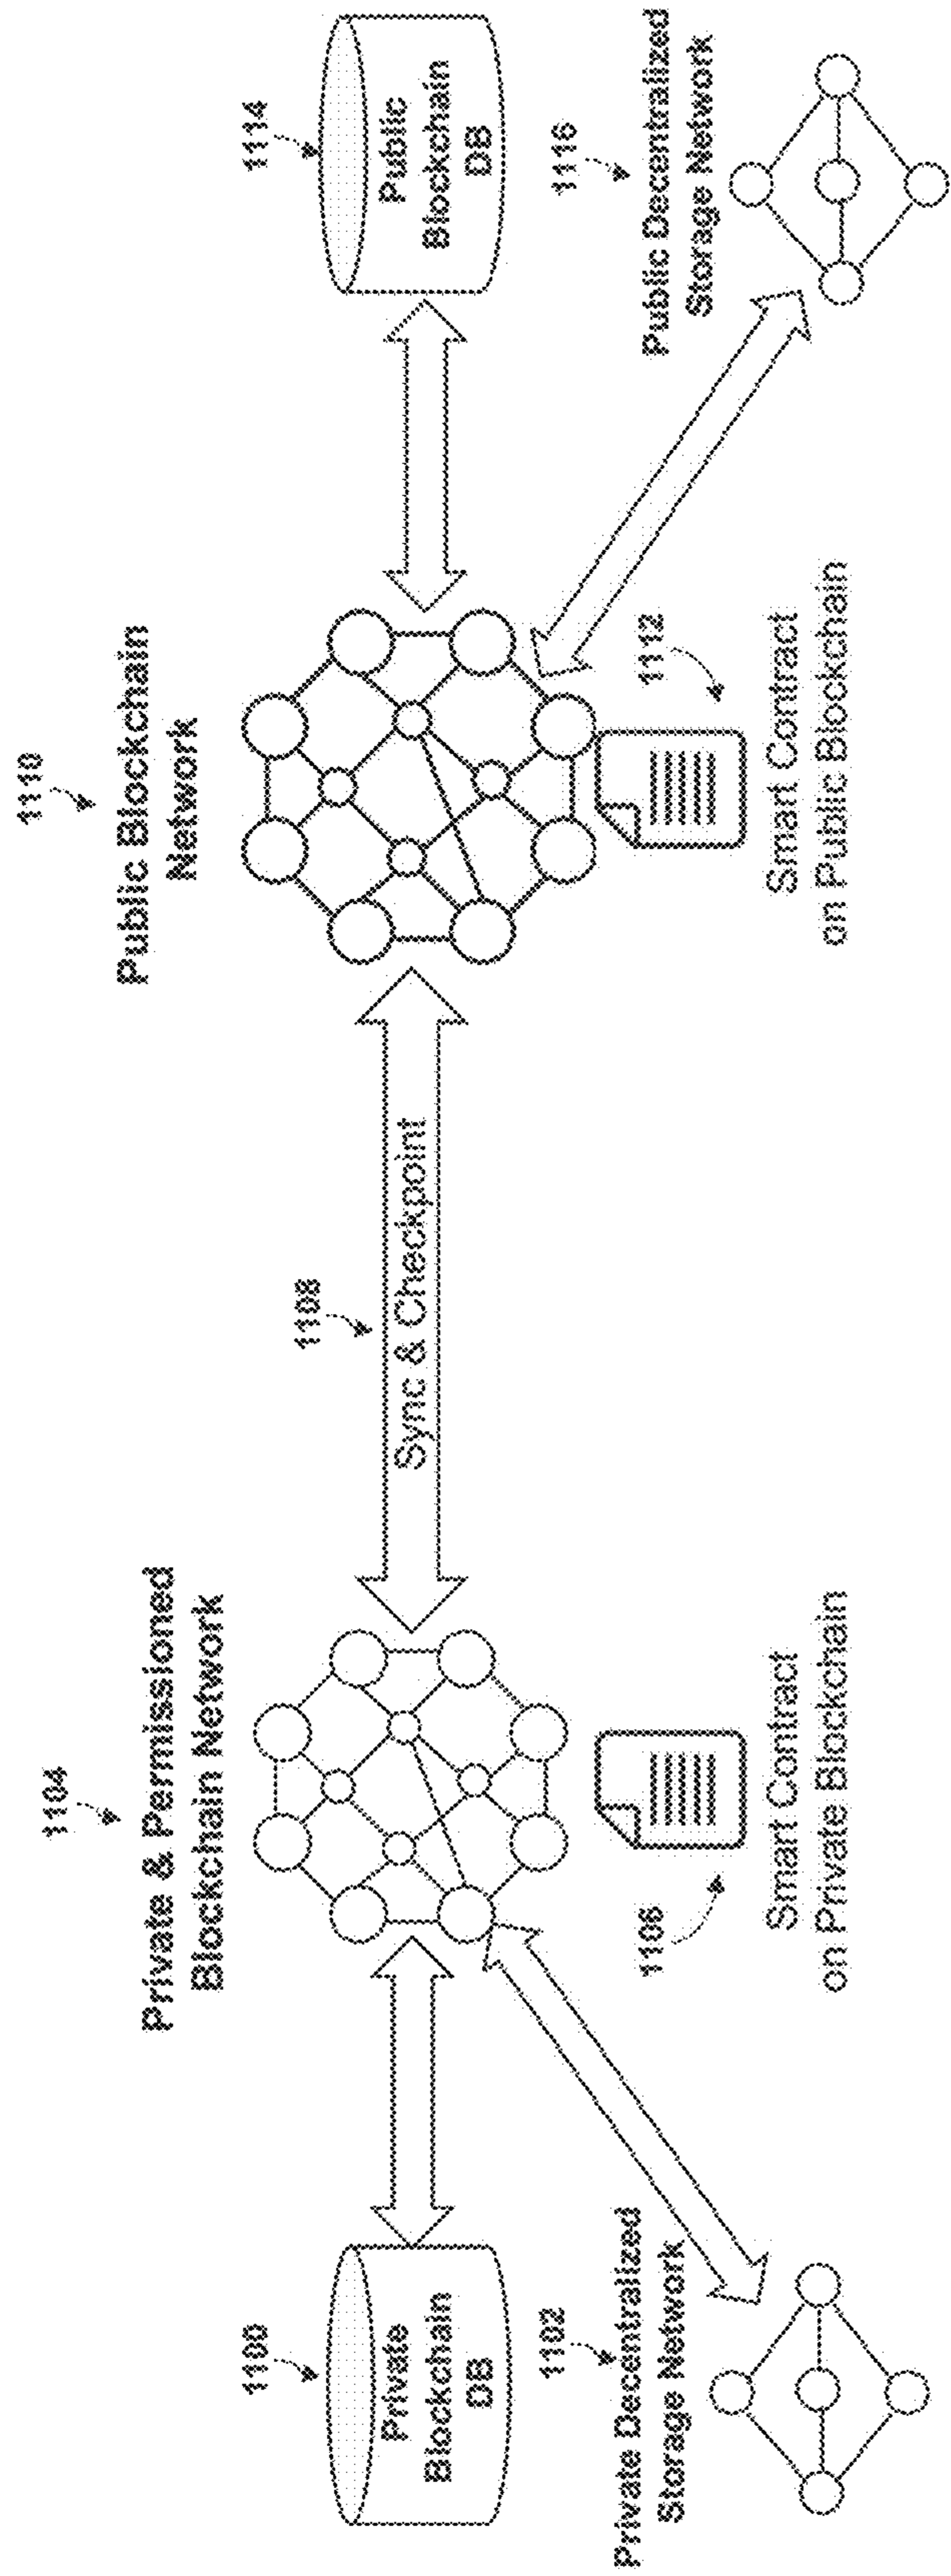 1100
Private
Blockchain
DB
1102
Private Decentralized
Storage Network
1104
Private & Permissioned
Blockchain Network
1106
Smart Contract
on Private Blockchain
1108
Sync & Checkpoint
1110
Public Blockchain
Network
1112
Smart Contract
on Public Blockchain
1114
Public
Blockchain
DB
1116
Public Decentralized
Storage Network